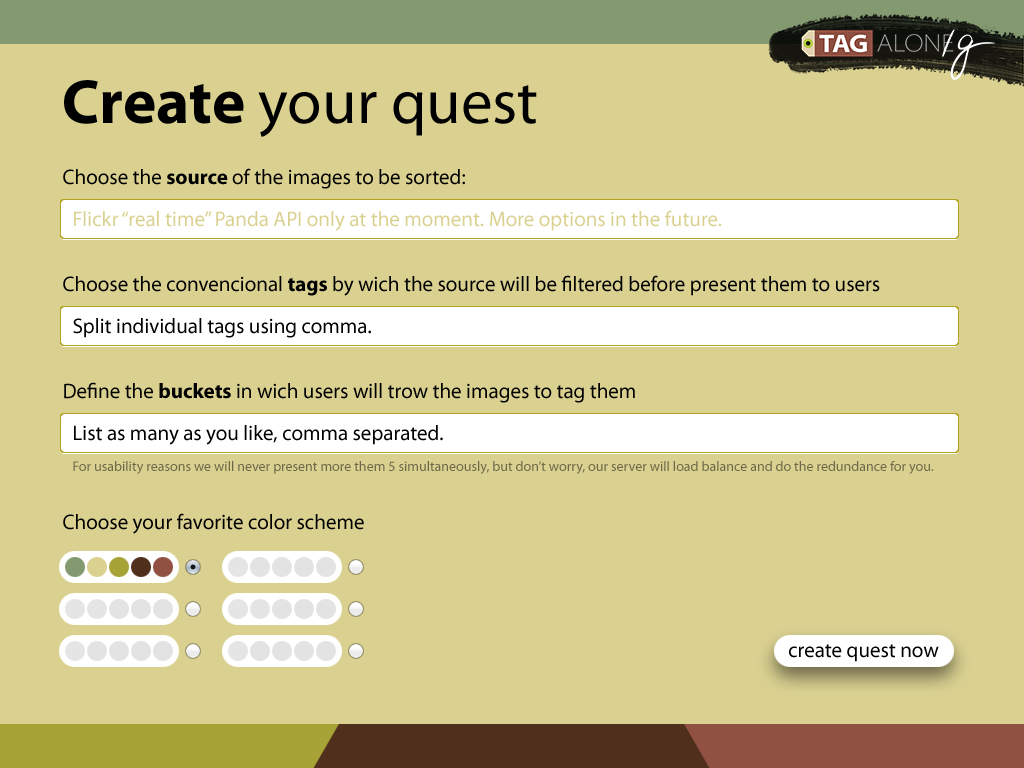 TAG ALONE/g
Create your quest
Choose the source of the images to be sorted:
Flickr “real time” Panda API only at the moment. More options in the future.
Choose the convencional tags by wich the source will be filtered before present them to users
Split individual tags using comma.
Define the buckets in wich users will trow the images to tag them
List as many as you like, comma separated.
For usability reasons we will never present more them 5 simultaneously, but don’t worry, our server will load balance and do the redundance for you.
Choose your favorite color scheme
create quest now